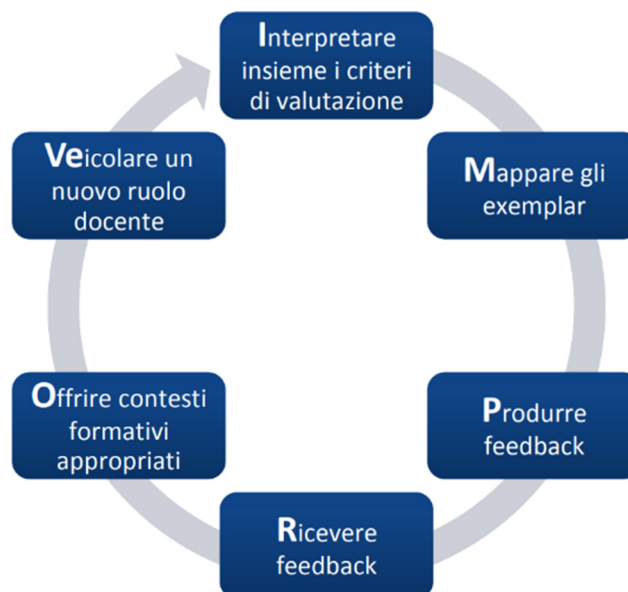 Interpretare
insieme i criteri
di valutazione
Mappare gli
exemplar
Produrre
feedback
Ricevere
feedback
Offrire contesti
formativi
appropriati
Veicolare un
nuovo ruolo
docente